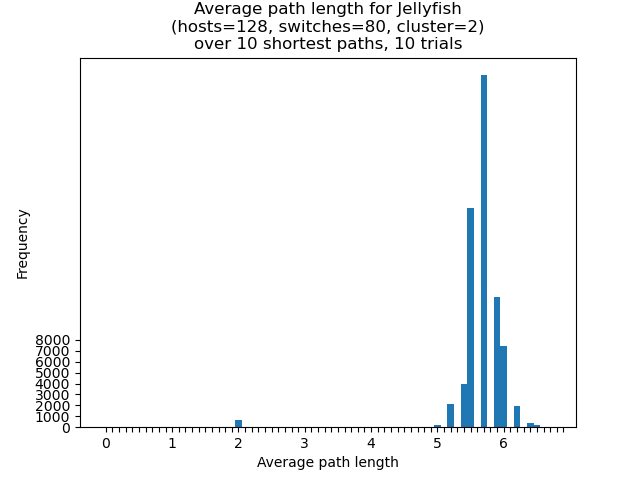 Average path length for Jellyfish
(hosts=128, switches=80, cluster=2)
over 10 shortest paths, 10 trials
Frequency
8000
7000
6000
5000
4000
3000
2000
1000
0
0 1 2 3 4 5 6
Average path length